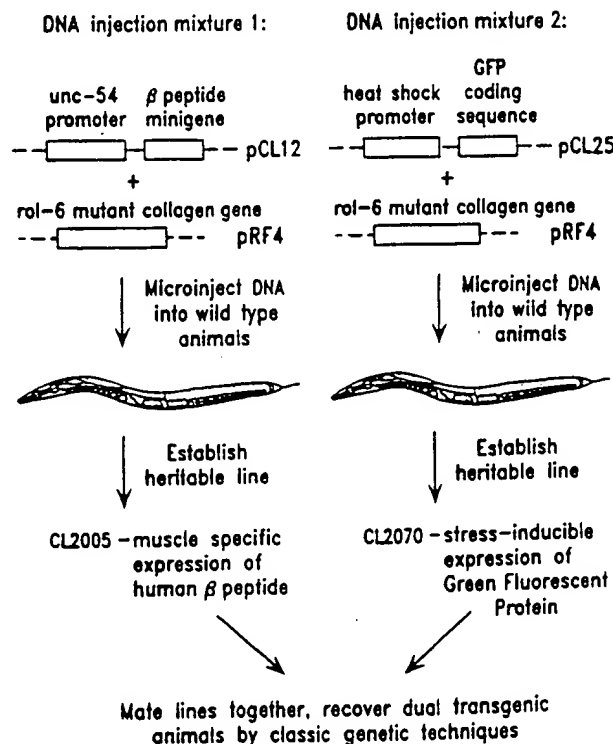 DNA injection mixture 1:
unc-54
promoter
β peptide
minigene
pCL12
+
rol-6 mutant collagen gene
pRF4
Microinject DNA
into wild type
animals
Establish
heritable line
CL2005 – muscle specific
expression of
human β peptide
DNA injection mixture 2:
heat shock
promoter
GFP
coding
sequence
pCL25
+
rol-6 mutant collagen gene
pRF4
Microinject DNA
into wild type
animals
Establish
heritable line
CL2070 – stress-inducible
expression of
Green Fluorescent
Protein
Mate lines together, recover dual transgenic
animals by classic genetic techniques